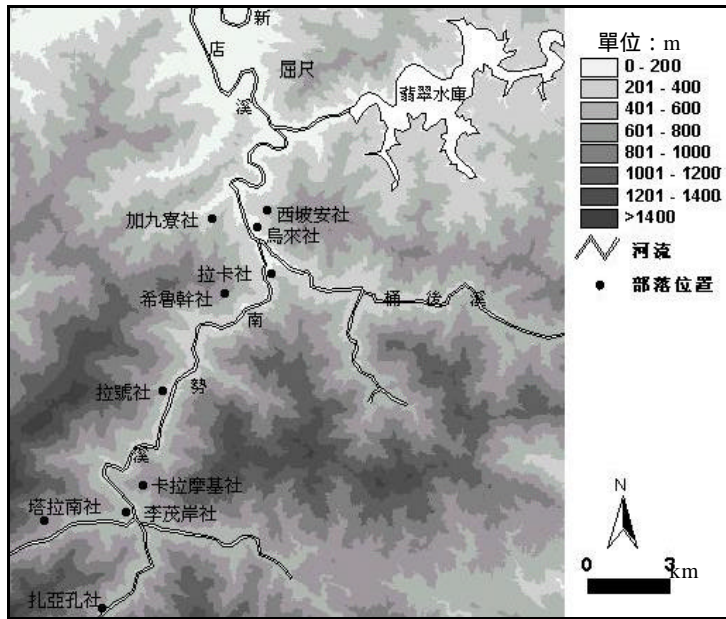 新
店
溪
屈尺
翡翠水庫
西坡安社
加九寮社
烏來社
拉卡社
希魯幹社
桶後溪
南
勢
溪
拉號社
卡拉摩基社
塔拉南社
李茂岸社
扎亞孔社
單位：m
0 - 200
201 - 400
401 - 600
601 - 800
801 - 1000
1001 - 1200
1201 - 1400
>1400
河流
部落位置
N
0 3
km